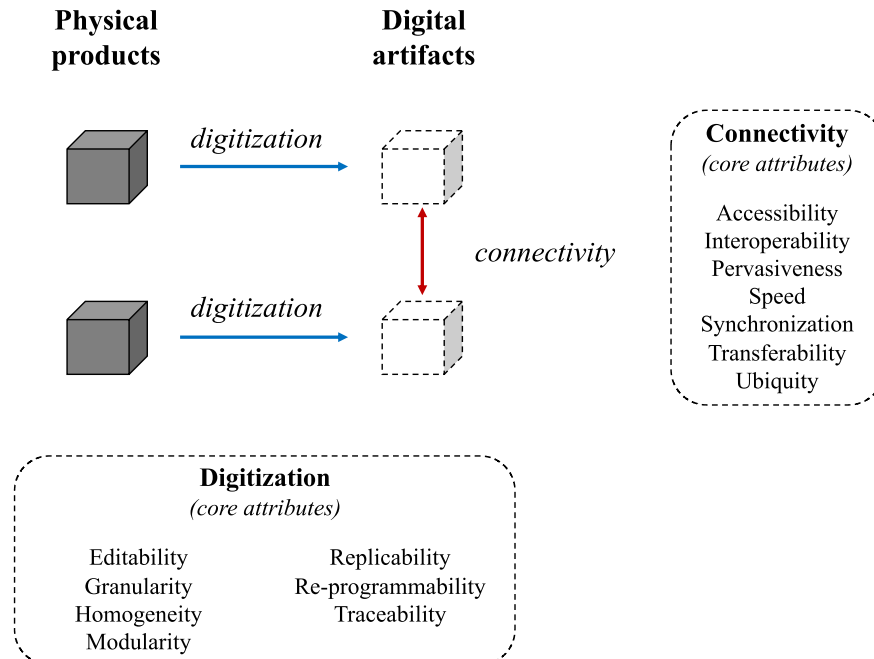 Physical
products
Digital
artifacts
digitization
digitization
connectivity
Connectivity
(core attributes)
Accessibility
Interoperability
Pervasiveness
Speed
Synchronization
Transferability
Ubiquity
Digitization
(core attributes)
Editability
Granularity
Homogeneity
Modularity
Replicability
Re-programmability
Traceability